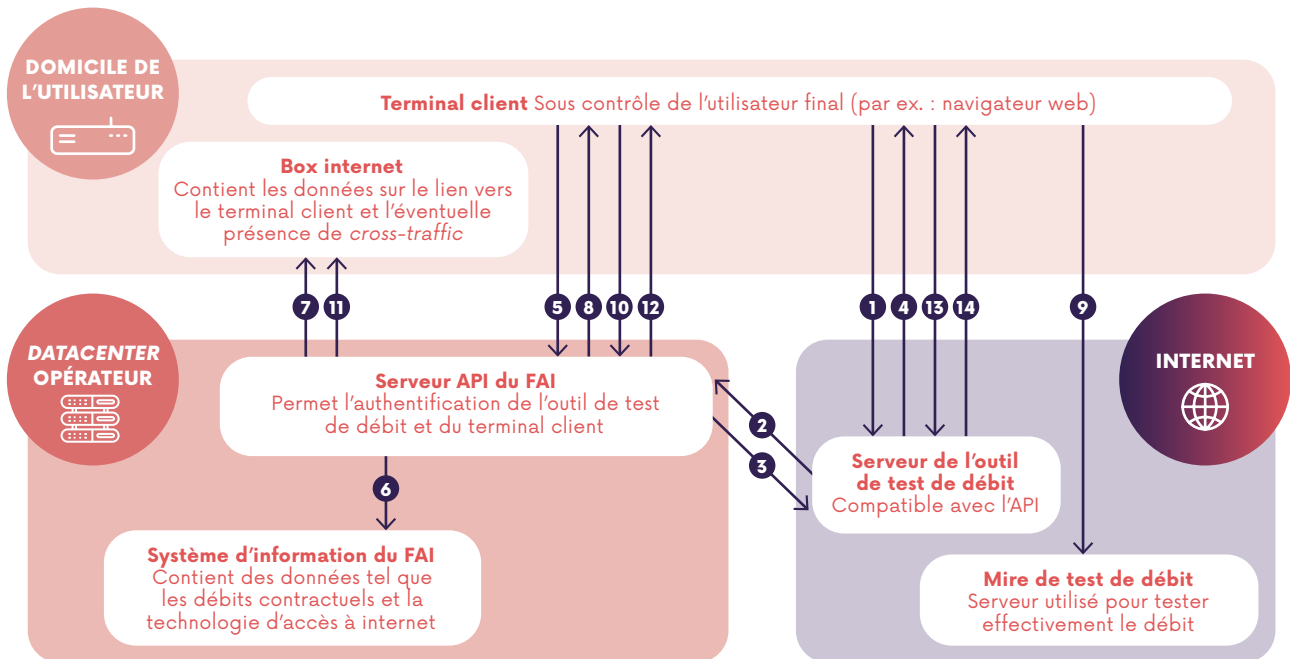 DOMICILE DE
L'UTILISATEUR
Terminal client Sous contrôle de l'utilisateur final (par ex. : navigateur web)
Box internet
Contient les données sur le lien vers
le terminal client et l'éventuelle
présence de cross-traffic
7
11
5
8
10
12
1
4
13
14
9
DATACENTER
OPÉRATEUR
Serveur API du FAI
Permet l'authentification de l'outil de test
de débit et du terminal client
INTERNET
2
3
Serveur de l'outil
de test de débit
Compatible avec l'API
6
Système d'information du FAI
Contient des données tel que
les débits contractuels et la
technologie d'accès à internet
Mire de test de débit
Serveur utilisé pour tester
effectivement le débit